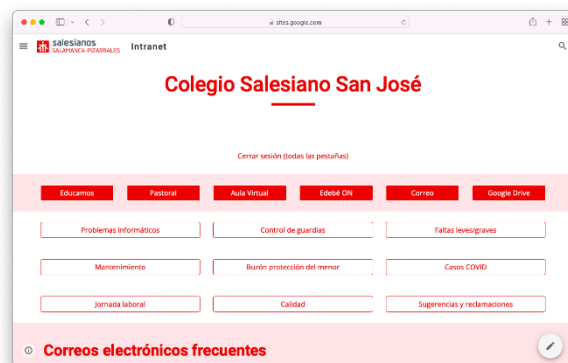 sites.google.com
salesianos
SALAMANCA-PIZARRALES
Intranet
Colegio Salesiano San José
Cerrar sesión (todas las pestañas)
Educamos Pastoral Aula Virtual Edebé ON Correo Google Drive
Problemas informáticos Control de guardias Faltas leves/graves
Mantenimiento Buzón protección del menor Casos COVID
Jornada laboral Calidad Sugerencias y reclamaciones
Correos electrónicos frecuentes